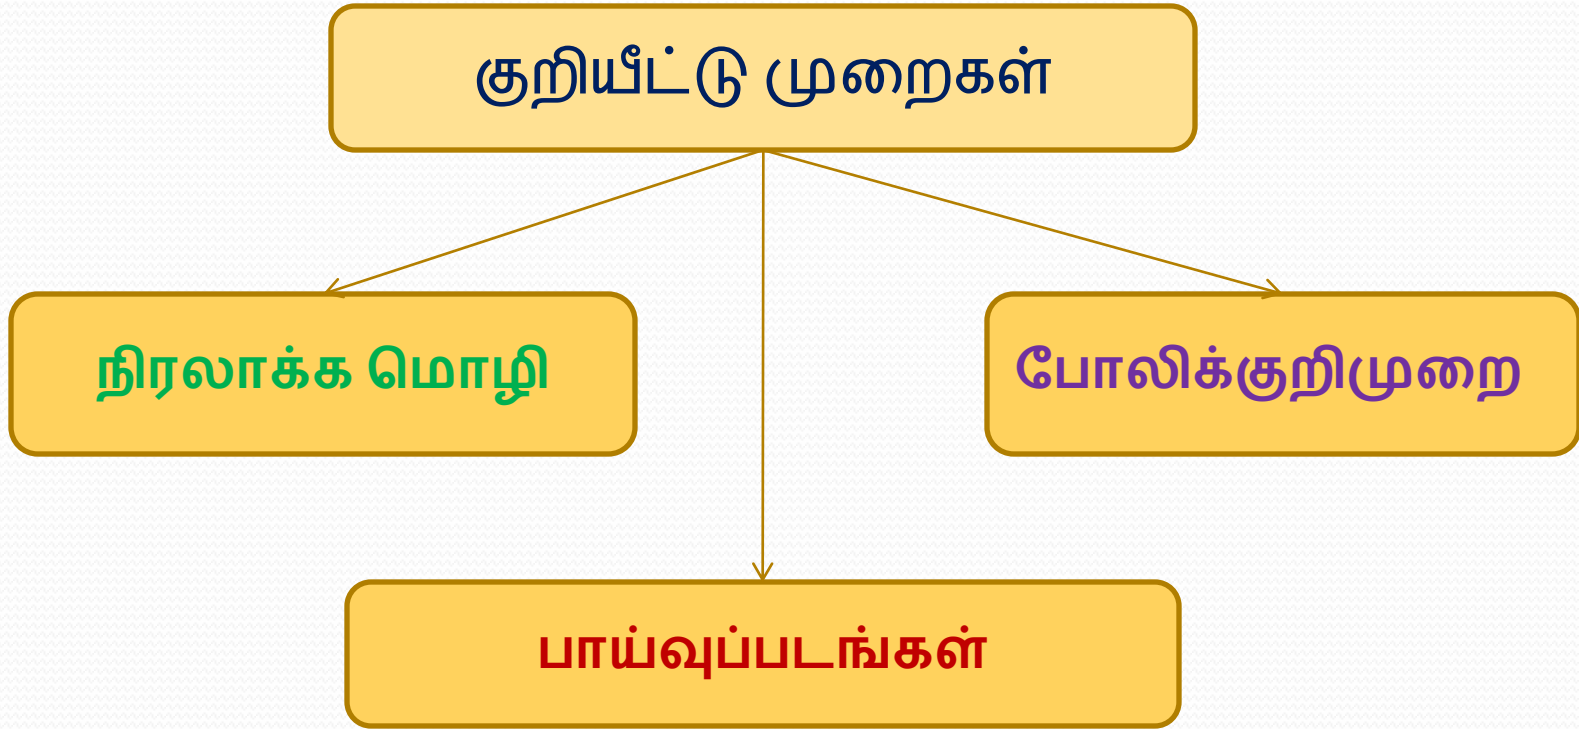 குறியீட்டு முறைகள்
நிரலாக்க மொழி
போலிக்குறிமுறை
பாய்வுப்படங்கள்